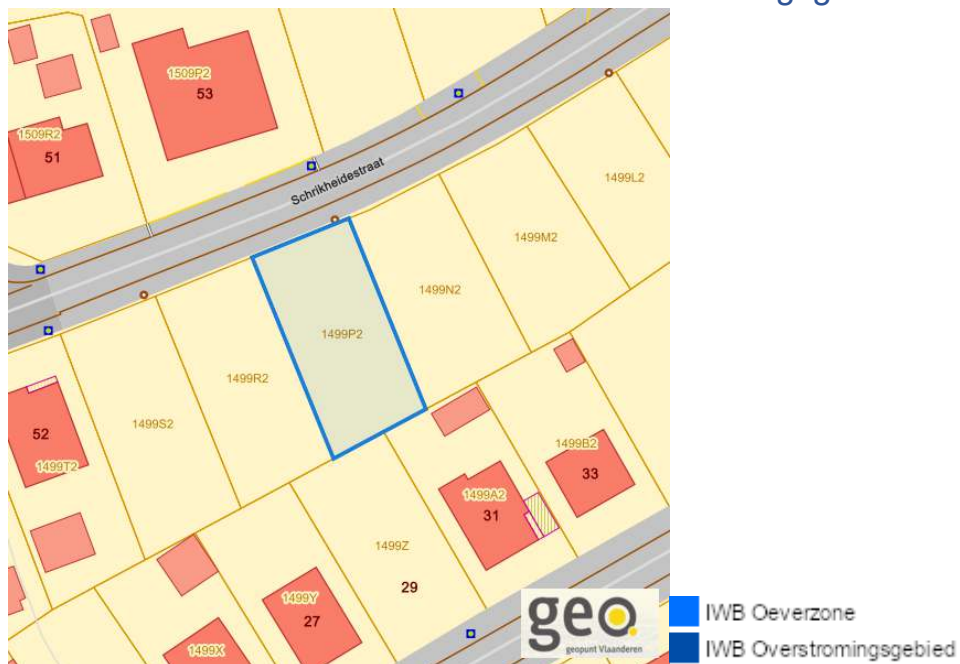 1509P2
53
1509R2
51
Schrikheidestraat
1499L2
1499M2
1499N2
1499P2
1499R2
1499S2
52
1499T2
1499B2
33
1499A2
31
1499Z
29
1499Y
27
1499X
geo.
geopunt Vlaanderen
IWB Oeverzone
IWB Overstromingsgebied